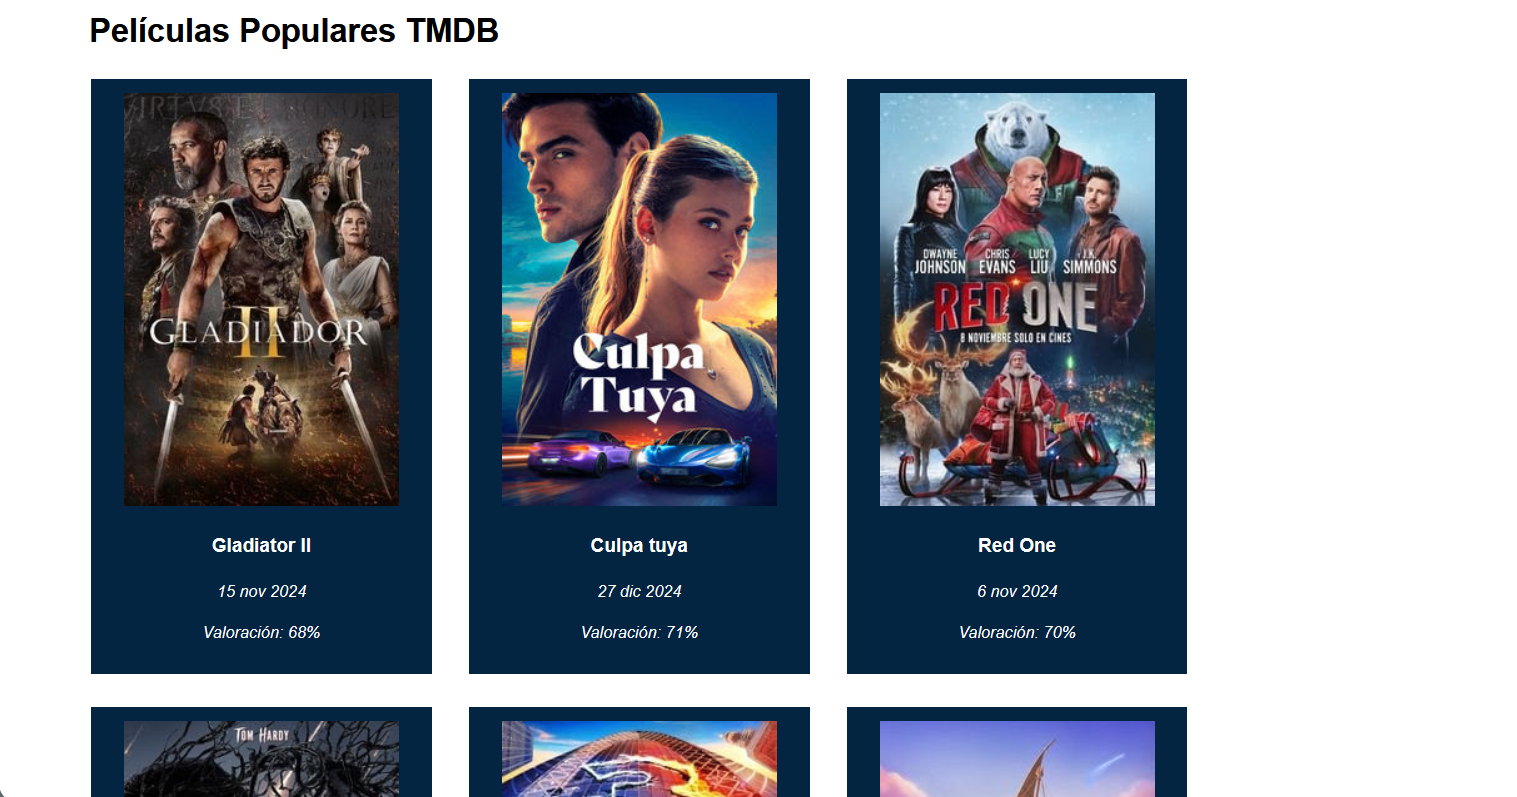 Películas Populares TMDB
GLADIADOR
II
Culpa
Tuya
DWAYNE JOHNSON CHRIS EVANS LUCY LIU Y J.K. SIMMONS
RED ONE
8 NOVIEMBRE SOLO EN CINES
Gladiator II
Culpa tuya
Red One
15 nov 2024
27 dic 2024
6 nov 2024
Valoración: 68%
Valoración: 71%
Valoración: 70%
TOM HARDY